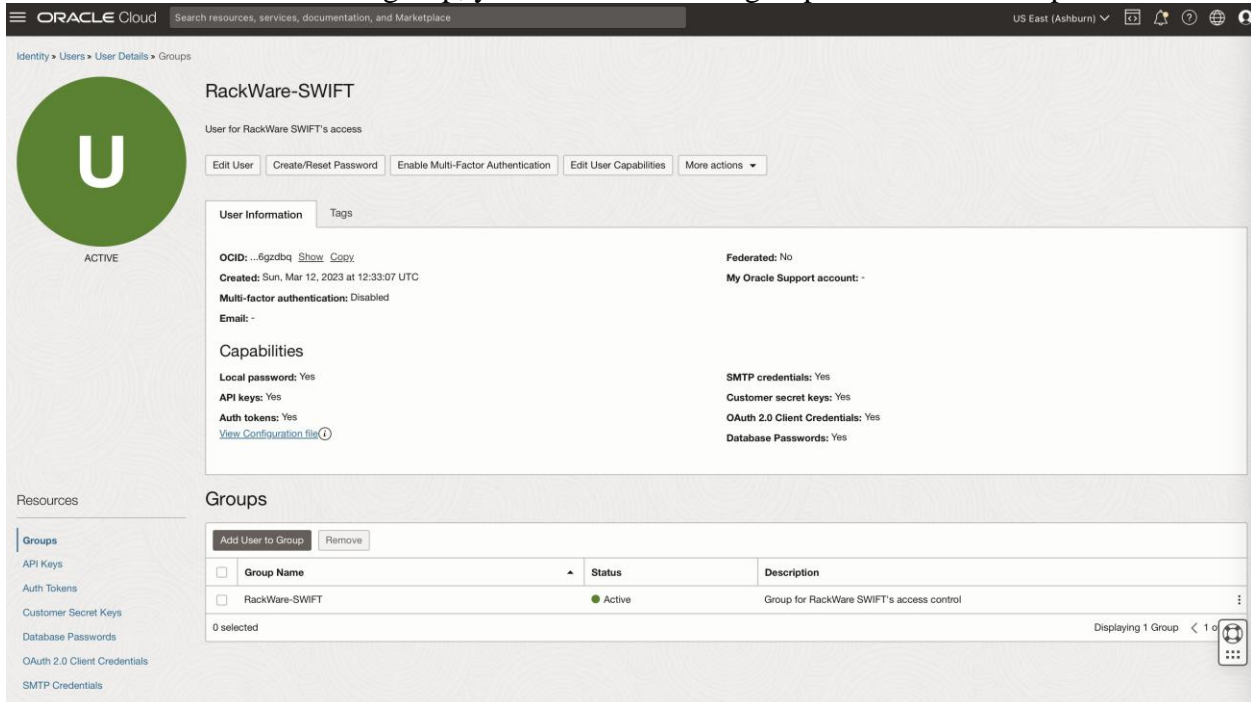 ORACLE Cloud
Search resources, services, documentation, and Marketplace
US East (Ashburn)
Identity » Users » User Details » Groups
U
ACTIVE
RackWare-SWIFT
User for RackWare SWIFT's access
Edit User
Create/Reset Password
Enable Multi-Factor Authentication
Edit User Capabilities
More actions
User Information
Tags
OCID: ...6gzdbq Show Copy
Created: Sun, Mar 12, 2023 at 12:33:07 UTC
Multi-factor authentication: Disabled
Email: -
Federated: No
My Oracle Support account: -
Capabilities
Local password: Yes
API keys: Yes
Auth tokens: Yes
View Configuration file
SMTP credentials: Yes
Customer secret keys: Yes
OAuth 2.0 Client Credentials: Yes
Database Passwords: Yes
Resources
Groups
API Keys
Auth Tokens
Customer Secret Keys
Database Passwords
OAuth 2.0 Client Credentials
SMTP Credentials
Groups
Add User to Group
Remove
Group Name
Status
Description
RackWare-SWIFT
Active
Group for RackWare SWIFT's access control
0 selected
Displaying 1 Group
1